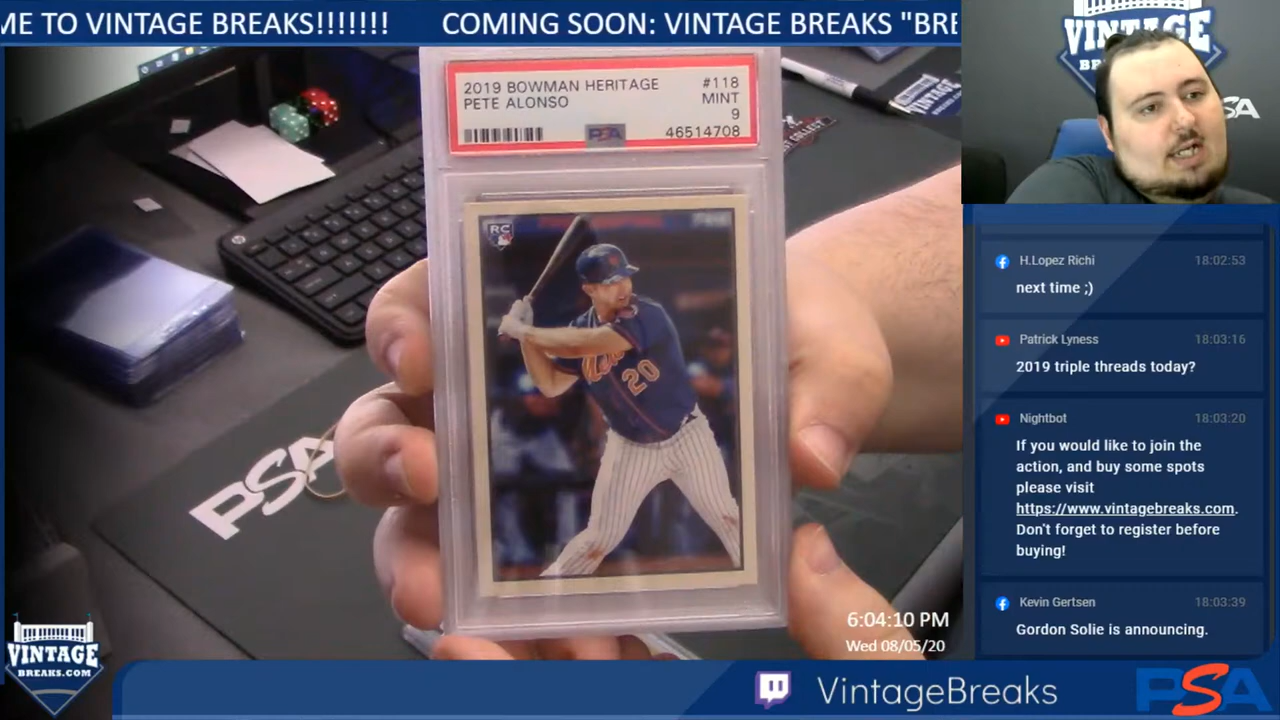 ME TO VINTAGE BREAKS!!!!!!! COMING SOON: VINTAGE BREAKS "BRE
VINTAGE
BRE
PSA
2019 BOWMAN HERITAGE #118
PETE ALONSO MINT
9
PSA 46514708
RC
Mets
20
PSA
H.Lopez Richi 18:02:53
next time ;)
Patrick Lyness 18:03:16
2019 triple threads today?
Nightbot 18:03:20
If you would like to join the
action, and buy some spots
please visit
https://www.vintagebreaks.com.
Don't forget to register before
buying!
Kevin Gertsen 18:03:39
Gordon Solie is announcing.
6:04:10 PM
Wed 08/05/20
VINTAGE
BREAKS.COM
VintageBreaks
PSA